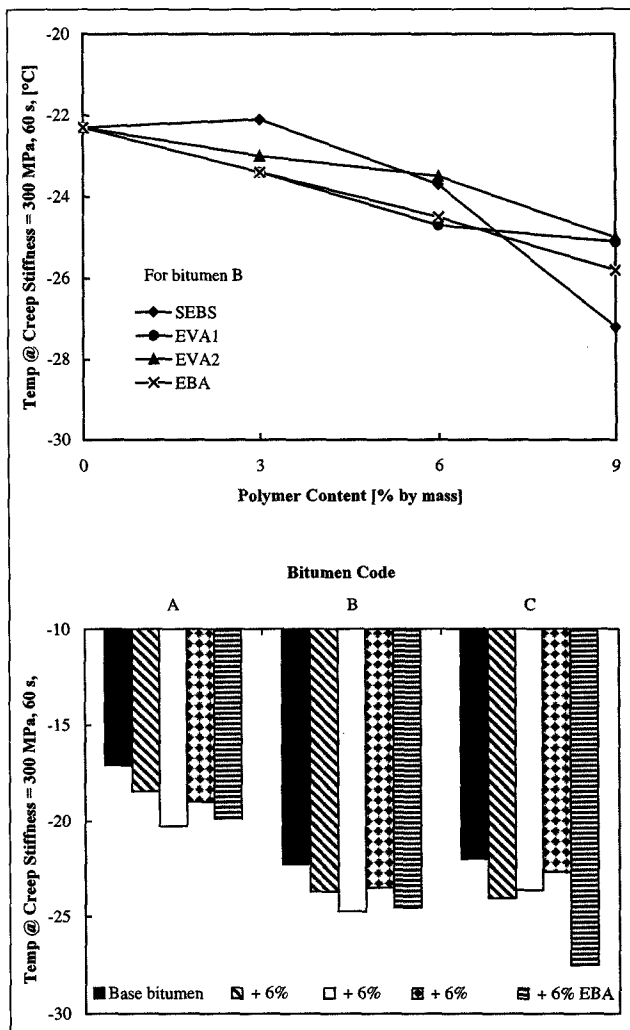 Temp @ Creep Stiffness = 300 MPa, 60 s, [°C]
-20
-22
-24
-26
-28
-30
For bitumen B
SEBS
EVA1
EVA2
EBA
0
3
6
9
Polymer Content [% by mass]
Bitumen Code
A
B
C
Temp @ Creep Stiffness = 300 MPa, 60 s,
-10
-15
-20
-25
-30
Base bitumen
+ 6%
+ 6%
+ 6%
+ 6% EBA